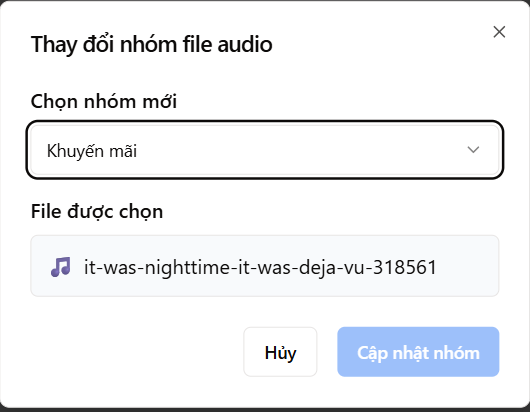 Thay đổi nhóm file audio
Chọn nhóm mới
Khuyến mãi
File được chọn
it-was-nighttime-it-was-deja-vu-318561
Hủy
Cập nhật nhóm